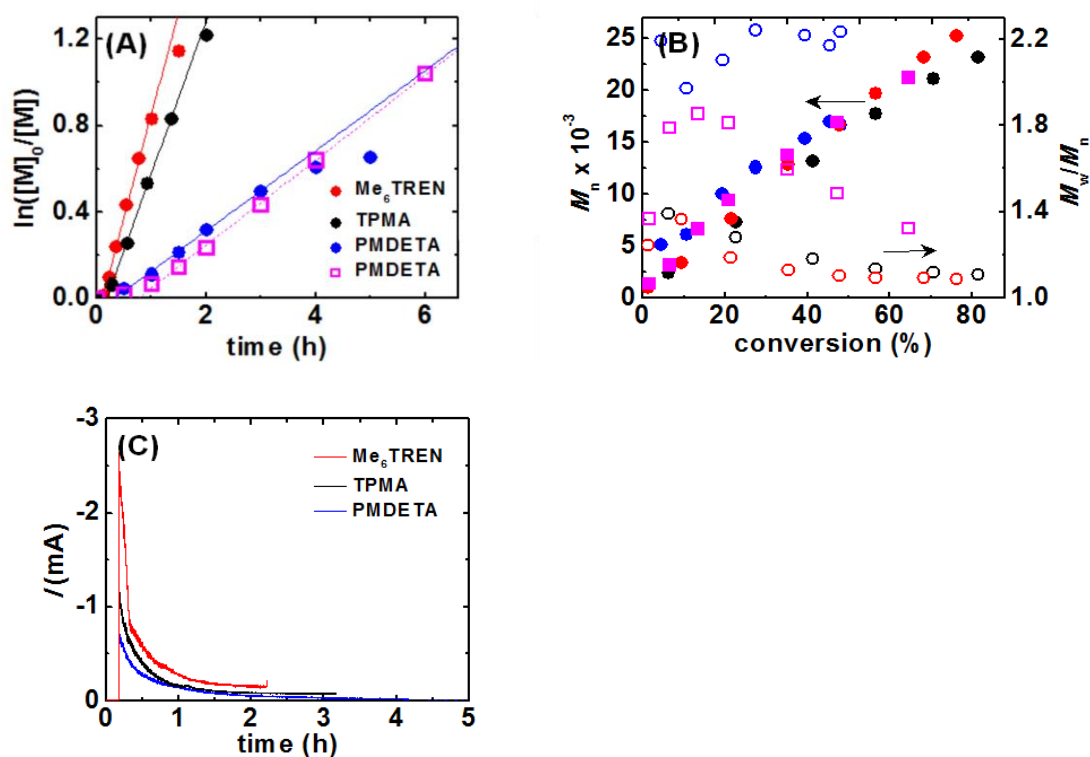 (A)
ln([M]₀/[M])
1.2
0.8
0.4
0.0
0
2
4
6
time (h)
Me₆TREN
TPMA
PMDETA
PMDETA
(B)
Mₙ x 10⁻³
25
20
15
10
5
0
0
20
40
60
80
conversion (%)
2.2
1.8
1.4
1.0
M_w/Mₙ
(C)
I (mA)
-3
-2
-1
0
0
1
2
3
4
5
time (h)
Me₆TREN
TPMA
PMDETA